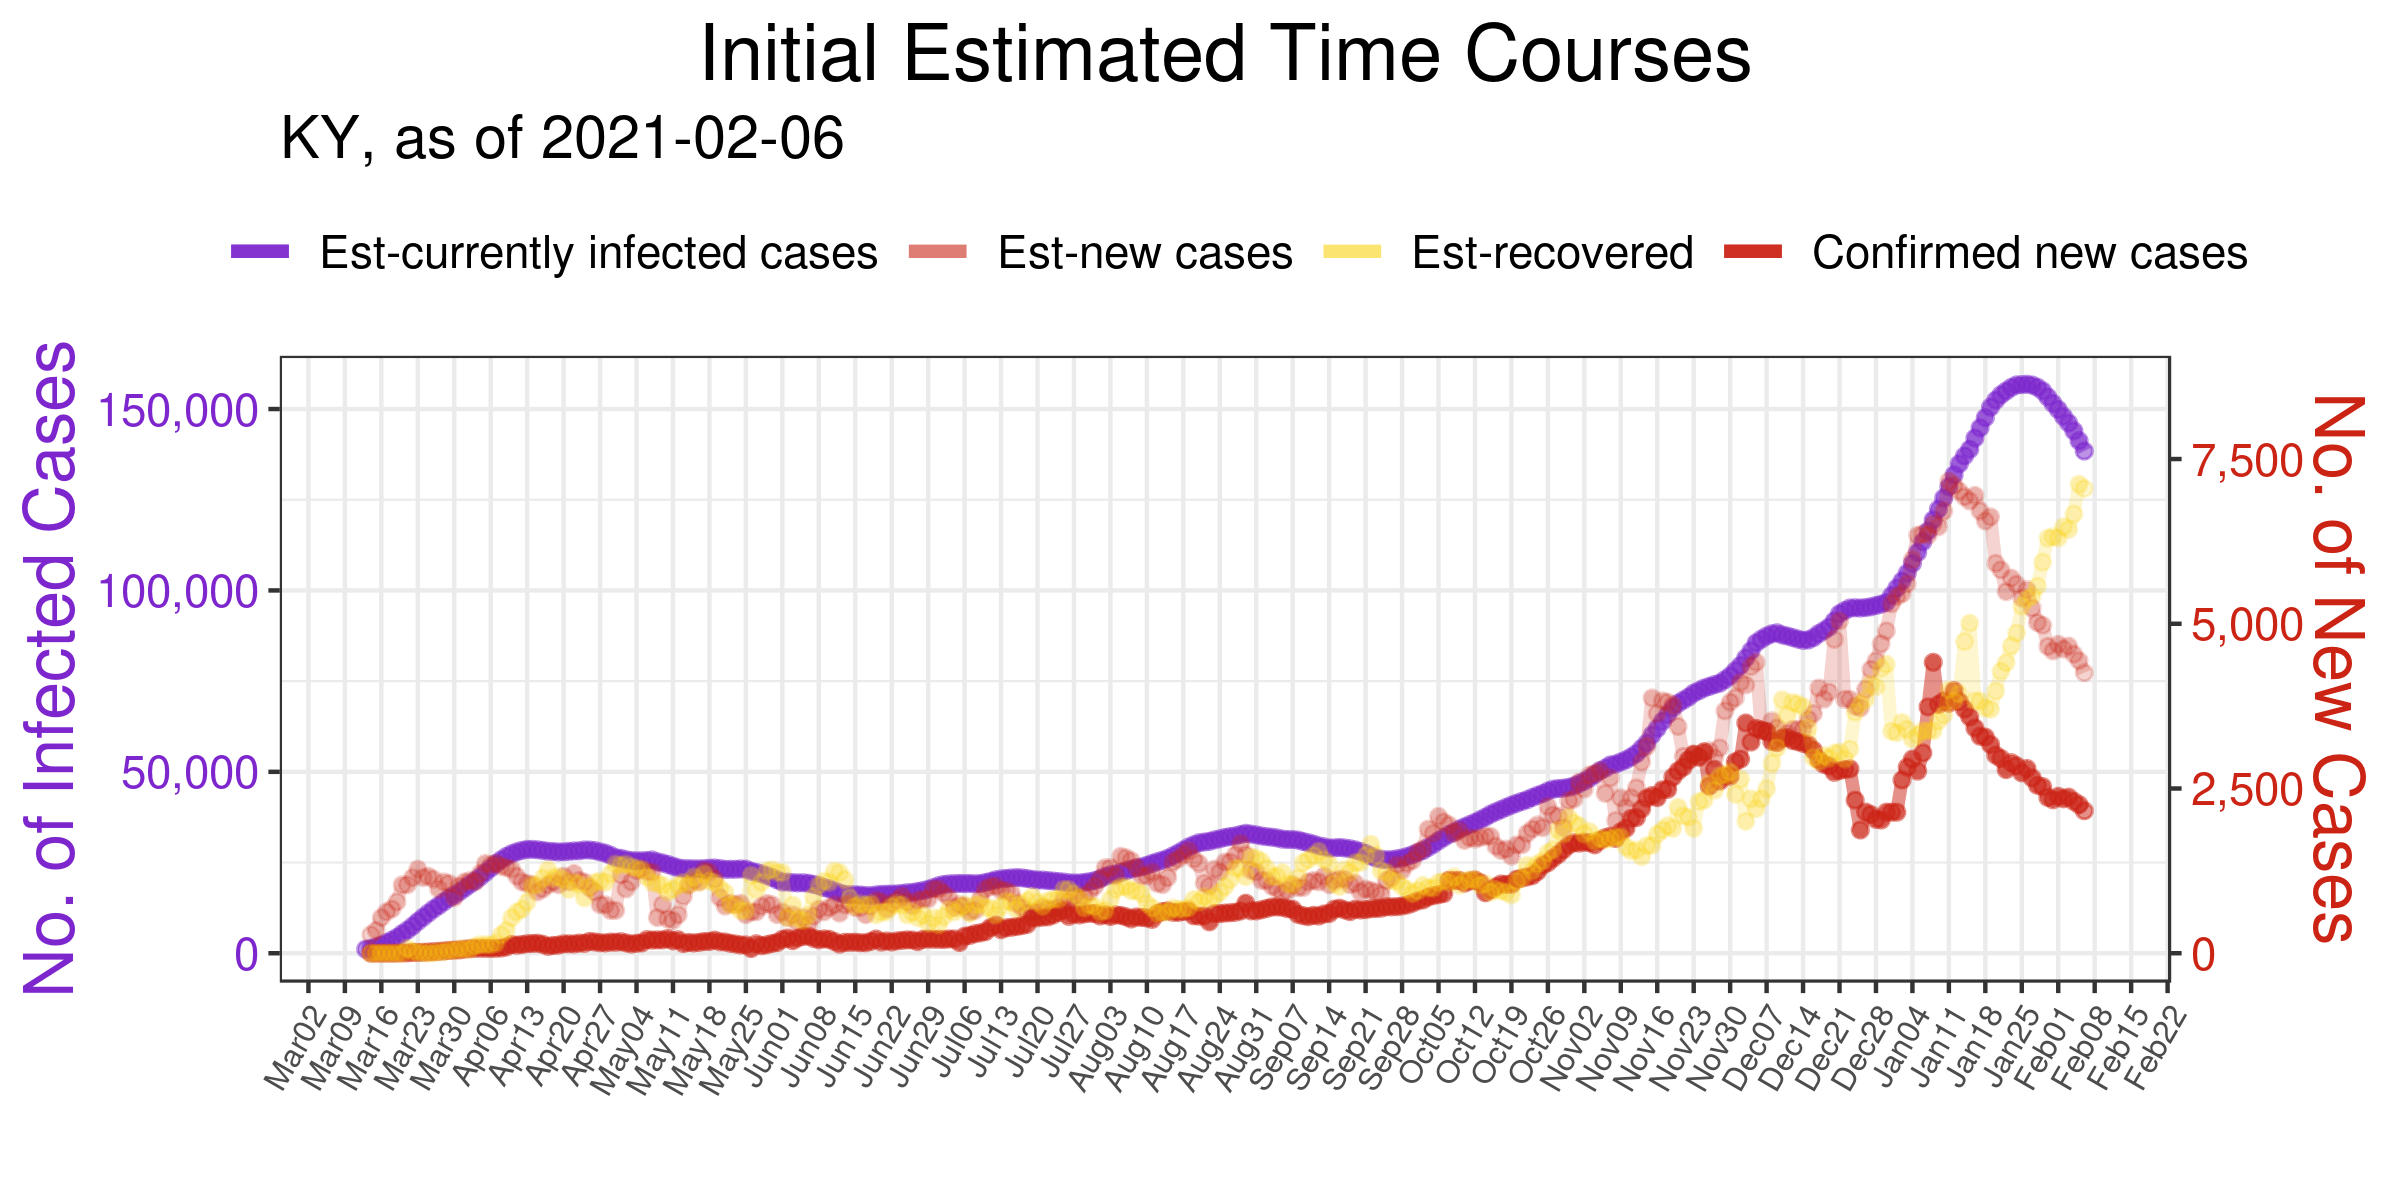 Initial Estimated Time Courses
KY, as of 2021-02-06
Est-currently infected cases Est-new cases Est-recovered Confirmed new cases
No. of Infected Cases
150,000
100,000
50,000
0
7,500
5,000
2,500
0
No. of New Cases
Mar02 Mar09 Mar16 Mar23 Mar30 Apr06 Apr13 Apr20 Apr27 May04 May11 May18 May25 Jun01 Jun08 Jun15 Jun22 Jun29 Jul06 Jul13 Jul20 Jul27 Aug03 Aug10 Aug17 Aug24 Aug31 Sep07 Sep14 Sep21 Sep28 Oct05 Oct12 Oct19 Oct26 Nov02 Nov09 Nov16 Nov23 Nov30 Dec07 Dec14 Dec21 Dec28 Jan04 Jan11 Jan18 Jan25 Feb01 Feb08 Feb15 Feb22